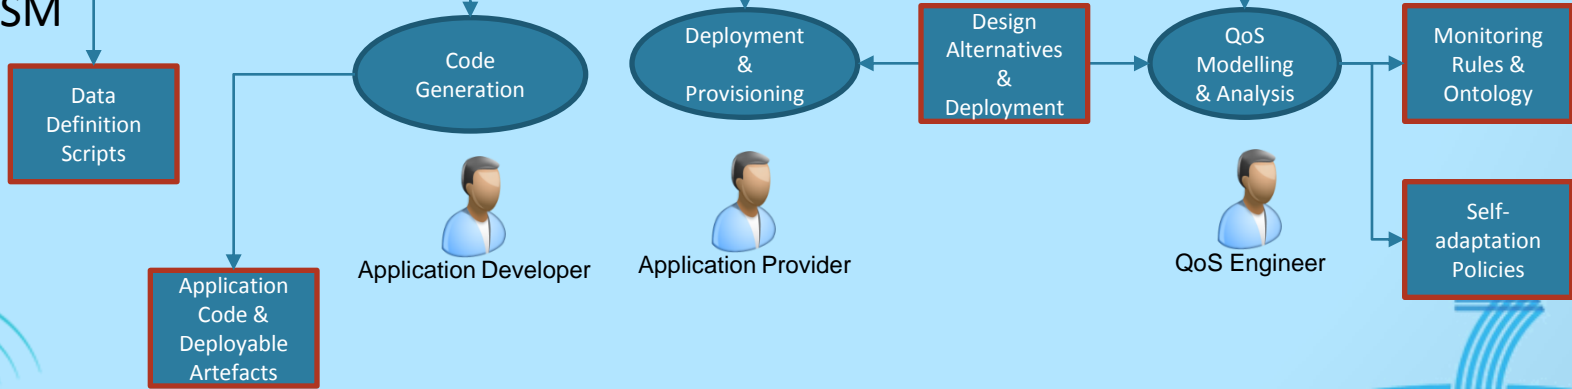 SM
Data
Definition
Scripts
Code
Generation
Deployment
&
Provisioning
Design
Alternatives
&
Deployment
QoS
Modelling
& Analysis
Monitoring
Rules &
Ontology
Application Developer
Application Provider
QoS Engineer
Self-
adaptation
Policies
Application
Code &
Deployable
Artefacts